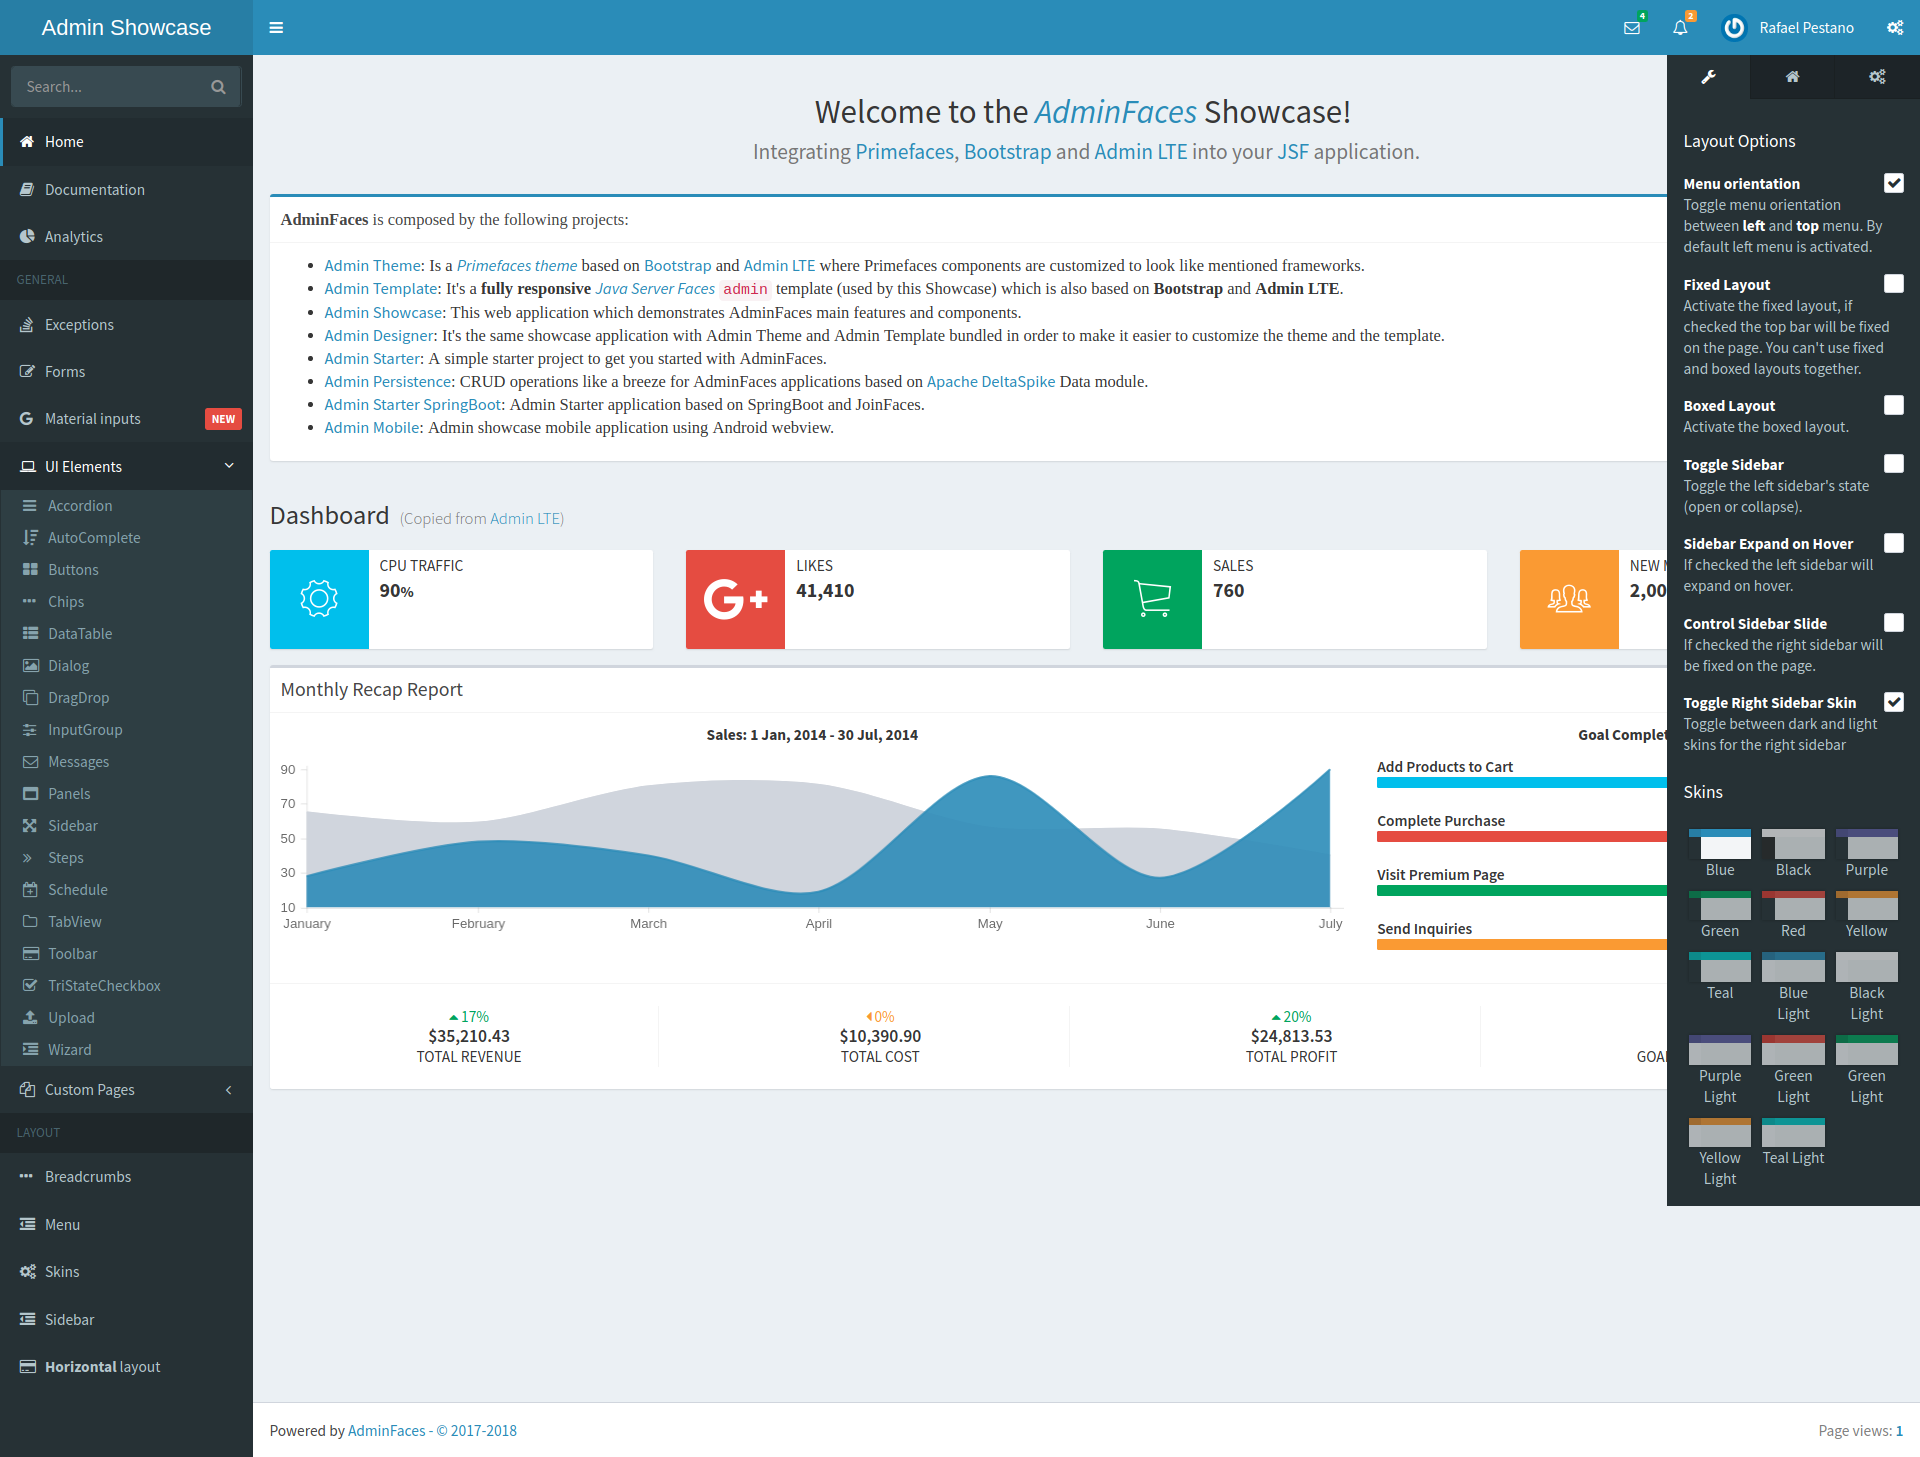 Admin Showcase
4
2
Rafael Pestano
Search...
Home
Documentation
Analytics
GENERAL
Exceptions
Forms
Material inputs NEW
UI Elements
Accordion
AutoComplete
Buttons
Chips
DataTable
Dialog
DragDrop
InputGroup
Messages
Panels
Sidebar
Steps
Schedule
TabView
Toolbar
TriStateCheckbox
Upload
Wizard
Custom Pages
LAYOUT
Breadcrumbs
Menu
Skins
Sidebar
Horizontal layout
Welcome to the AdminFaces Showcase!
Integrating Primefaces, Bootstrap and Admin LTE into your JSF application.
AdminFaces is composed by the following projects:
• Admin Theme: Is a Primefaces theme based on Bootstrap and Admin LTE where Primefaces components are customized to look like mentioned frameworks.
• Admin Template: It's a fully responsive Java Server Faces admin template (used by this Showcase) which is also based on Bootstrap and Admin LTE.
• Admin Showcase: This web application which demonstrates AdminFaces main features and components.
• Admin Designer: It's the same showcase application with Admin Theme and Admin Template bundled in order to make it easier to customize the theme and the template.
• Admin Starter: A simple starter project to get you started with AdminFaces.
• Admin Persistence: CRUD operations like a breeze for AdminFaces applications based on Apache DeltaSpike Data module.
• Admin Starter SpringBoot: Admin Starter application based on SpringBoot and JoinFaces.
• Admin Mobile: Admin showcase mobile application using Android webview.
Dashboard (Copied from Admin LTE)
CPU TRAFFIC
90%
G+
LIKES
41,410
SALES
760
NEW
2,00
Monthly Recap Report
Sales: 1 Jan, 2014 - 30 Jul, 2014
90
70
50
30
10
January February March April May June July
Goal Complet
Add Products to Cart
Complete Purchase
Visit Premium Page
Send Inquiries
17%
$35,210.43
TOTAL REVENUE
0%
$10,390.90
TOTAL COST
20%
$24,813.53
TOTAL PROFIT
GOAL
Layout Options
Menu orientation
Toggle menu orientation
between left and top menu. By
default left menu is activated.
Fixed Layout
Activate the fixed layout, if
checked the top bar will be fixed
on the page. You can't use fixed
and boxed layouts together.
Boxed Layout
Activate the boxed layout.
Toggle Sidebar
Toggle the left sidebar's state
(open or collapse).
Sidebar Expand on Hover
If checked the left sidebar will
expand on hover.
Control Sidebar Slide
If checked the right sidebar will
be fixed on the page.
Toggle Right Sidebar Skin
Toggle between dark and light
skins for the right sidebar
Skins
Blue Black Purple
Green Red Yellow
Teal Blue Light Black Light
Purple Light Green Light Green Light
Yellow Light Teal Light
Powered by AdminFaces - © 2017-2018
Page views: 1